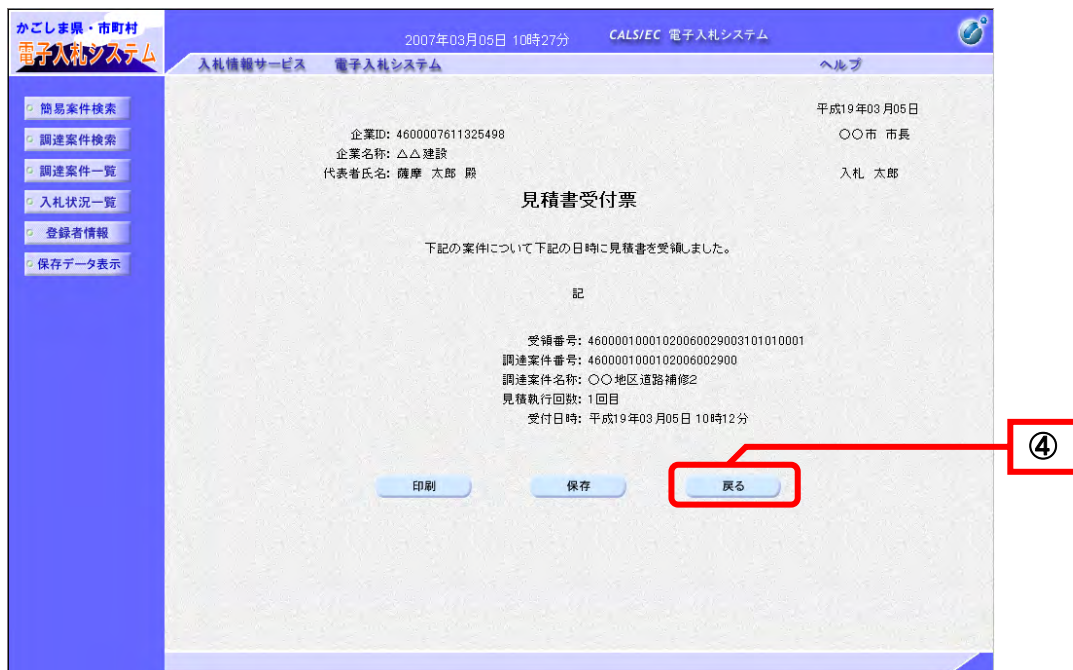 かごしま県・市町村
電子入札システム
2007年03月05日 10時27分
CALS/EC 電子入札システム
入札情報サービス 電子入札システム ヘルプ
簡易案件検索
調達案件検索
調達案件一覧
入札状況一覧
登録者情報
保存データ表示
平成19年03月05日
企業ID: 4600007611325498
〇〇市 市長
企業名称: △△建設
代表者氏名: 薩摩 太郎 殿
入札 太郎
見積書受付票
下記の案件について下記の日時に見積書を受領しました。
記
受領番号: 46000010001020060029003101010001
調達案件番号: 4600001000102006002900
調達案件名称: 〇〇地区道路補修2
見積執行回数: 1回目
受付日時: 平成19年03月05日 10時12分
④
印刷 保存 戻る